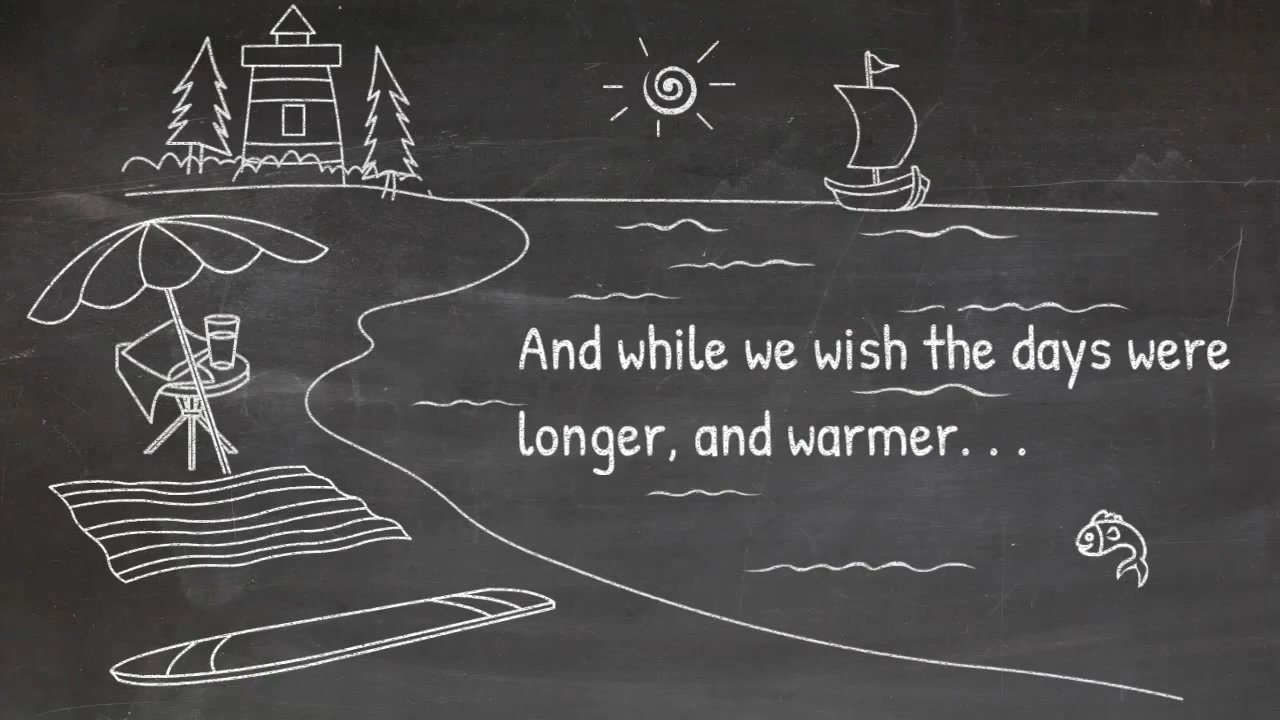 And while we wish the days were
longer, and warmer. . .